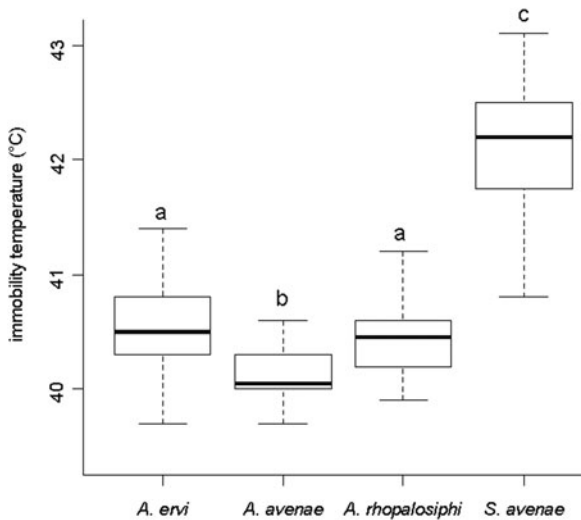 immobility temperature (°C)
43
42
41
40
a
b
a
c
A. ervi
A. avenae
A. rhopalosiphi
S. avenae